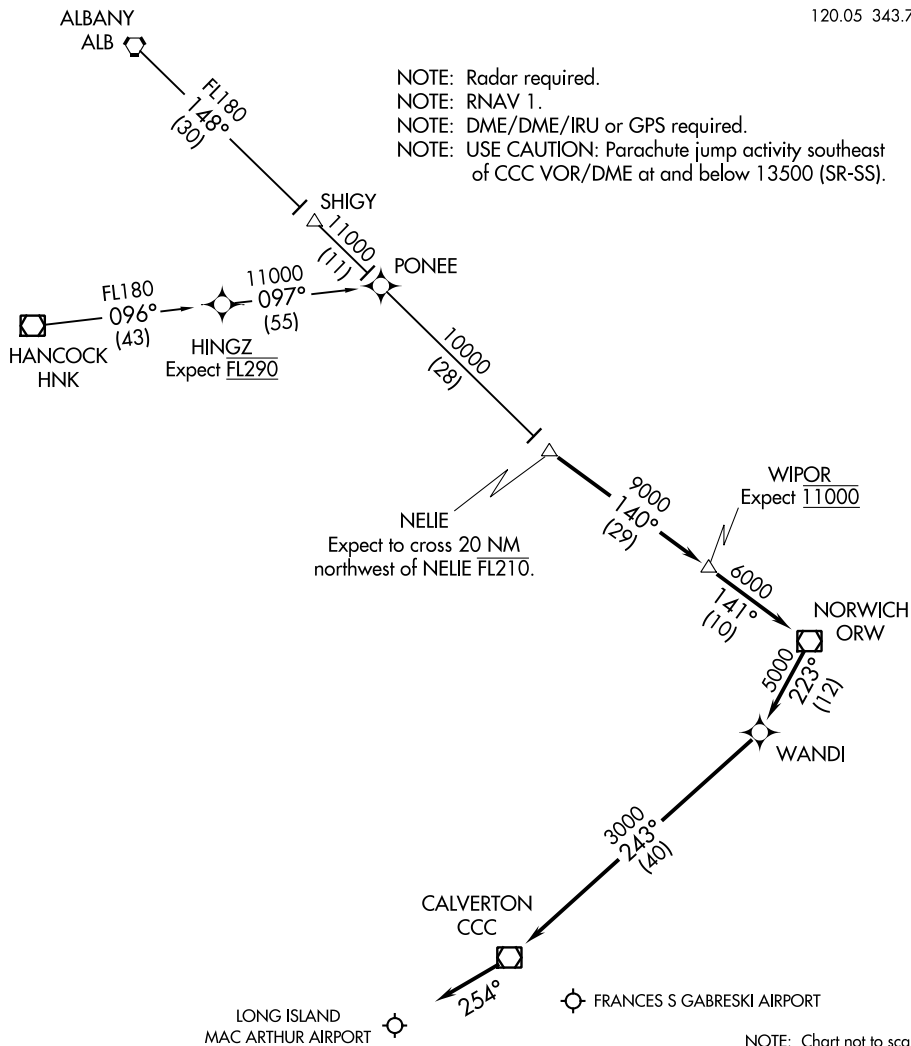 120.05 343.7
ALBANY
ALB
FL180
148°
(30)
NOTE: Radar required.
NOTE: RNAV 1.
NOTE: DME/DME/IRU or GPS required.
NOTE: USE CAUTION: Parachute jump activity southeast
of CCC VOR/DME at and below 13500 (SR-SS).
SHIGY
11000
(11)
PONEE
FL180
096°
(43)
11000
097°
(55)
HANCOCK
HNK
HINGZ
Expect FL290
10000
(28)
NELIE
Expect to cross 20 NM
northwest of NELIE FL210.
9000
140°
(29)
WIPOR
Expect 11000
6000
141°
(10)
NORWICH
ORW
5000
223°
(12)
WANDI
3000
243°
(40)
CALVERTON
CCC
254°
FRANCES S GABRESKI AIRPORT
LONG ISLAND
MAC ARTHUR AIRPORT
NOTE: Chart not to sca